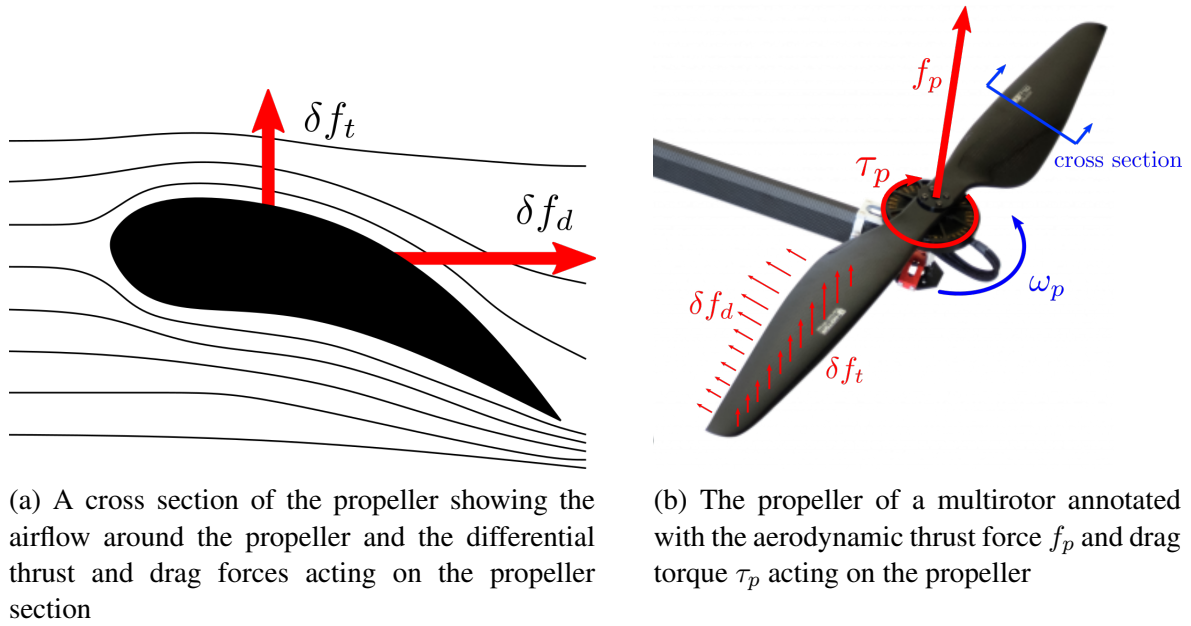 δf_t
δf_d
f_p
cross section
τ_p
ω_p
δf_d
δf_t
(a) A cross section of the propeller showing the
airflow around the propeller and the differential
thrust and drag forces acting on the propeller
section
(b) The propeller of a multirotor annotated
with the aerodynamic thrust force f_p and drag
torque τ_p acting on the propeller